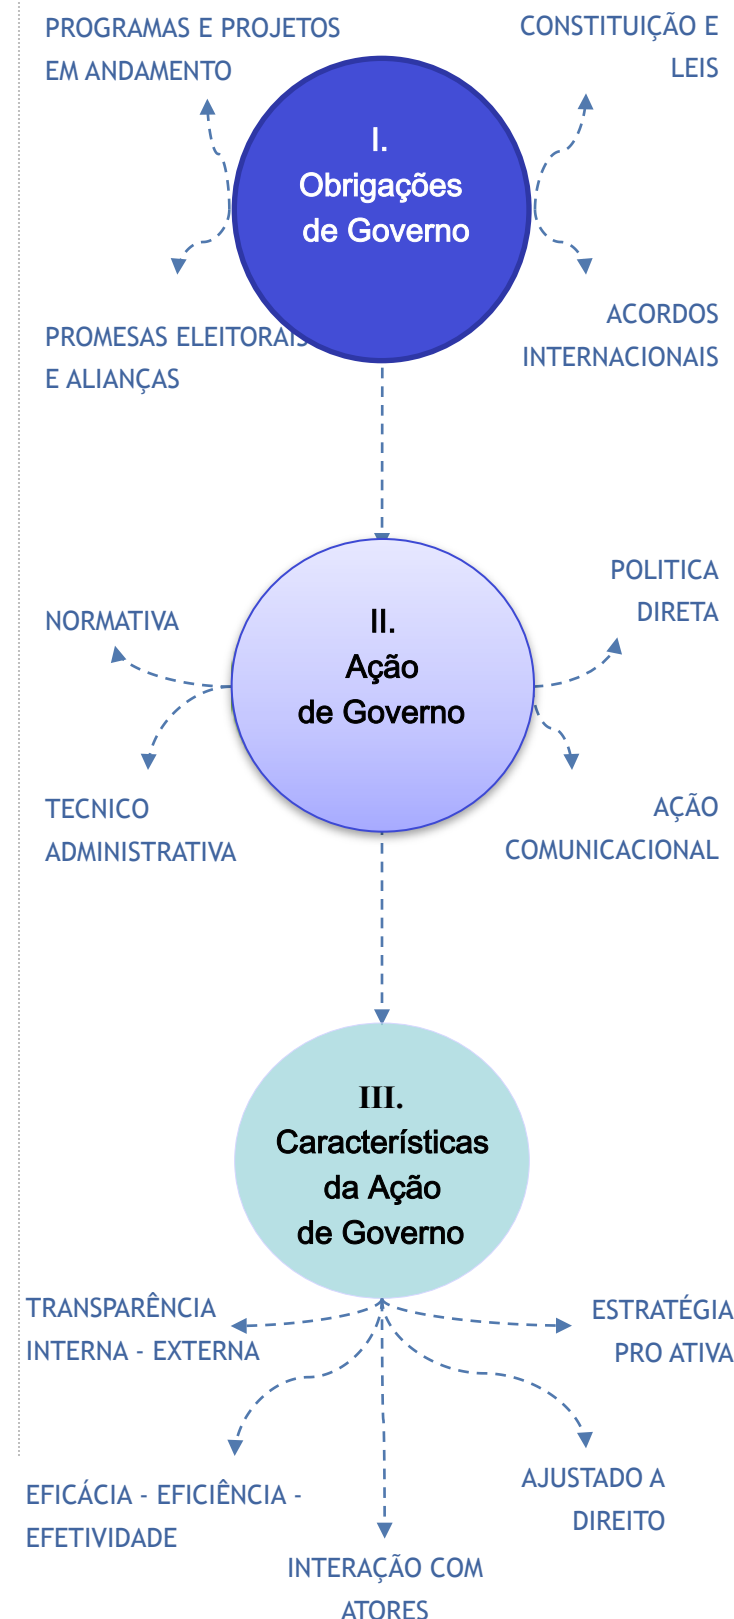 PROGRAMAS E PROJETOS
EM ANDAMENTO
CONSTITUIÇÃO E
LEIS
I.
Obrigações
de Governo
PROMESAS ELEITORAIS
E ALIANÇAS
ACORDOS
INTERNACIONAIS
NORMATIVA
POLITICA
DIRETA
II.
Ação
de Governo
TECNICO
ADMINISTRATIVA
AÇÃO
COMUNICACIONAL
III.
Características
da Ação
de Governo
TRANSPARÊNCIA
INTERNA - EXTERNA
ESTRATÉGIA
PRO ATIVA
EFICÁCIA - EFICIÊNCIA -
EFETIVIDADE
AJUSTADO A
DIREITO
INTERAÇÃO COM
ATORES